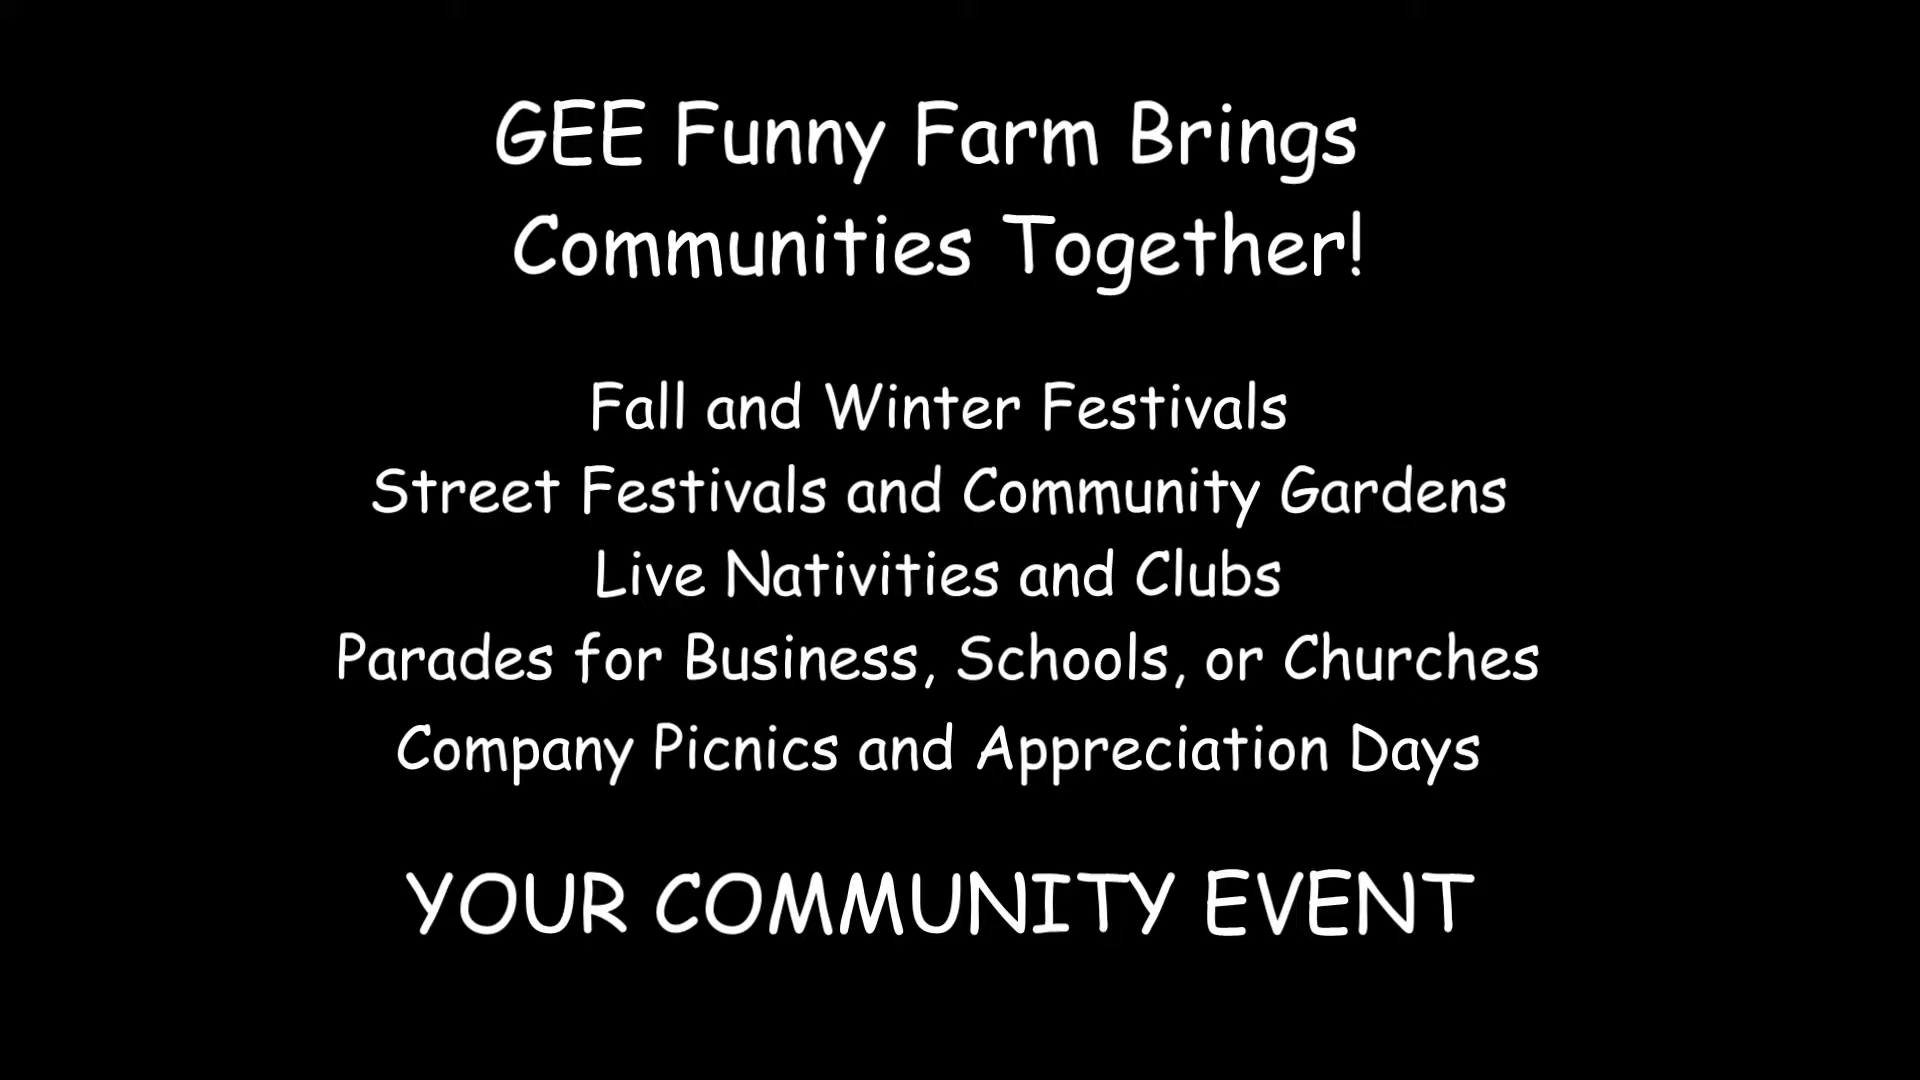 GEE Funny Farm Brings
Communities Together!
Fall and Winter Festivals
Street Festivals and Community Gardens
Live Nativities and Clubs
Parades for Business, Schools, or Churches
Company Picnics and Appreciation Days
YOUR COMMUNITY EVENT